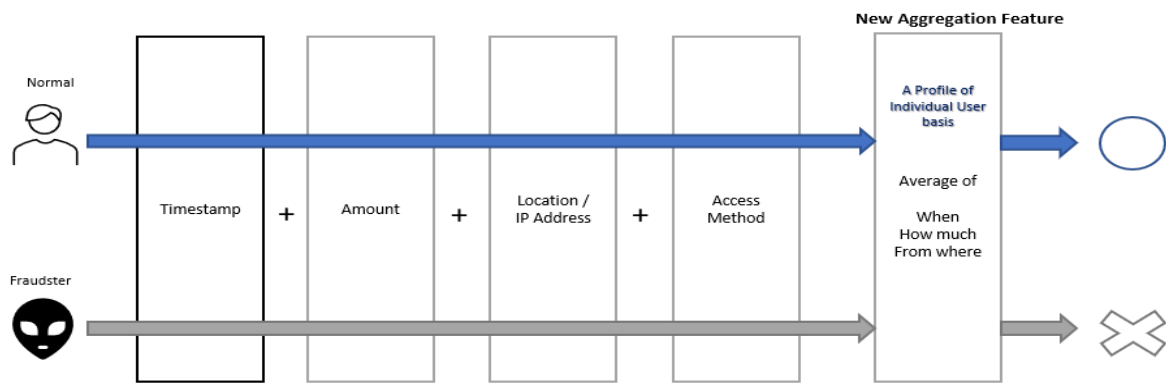 New Aggregation Feature
Normal
A Profile of
Individual User
basis
Timestamp
+
Amount
+
Location /
IP Address
+
Access
Method
Average of
When
How much
From where
Fraudster